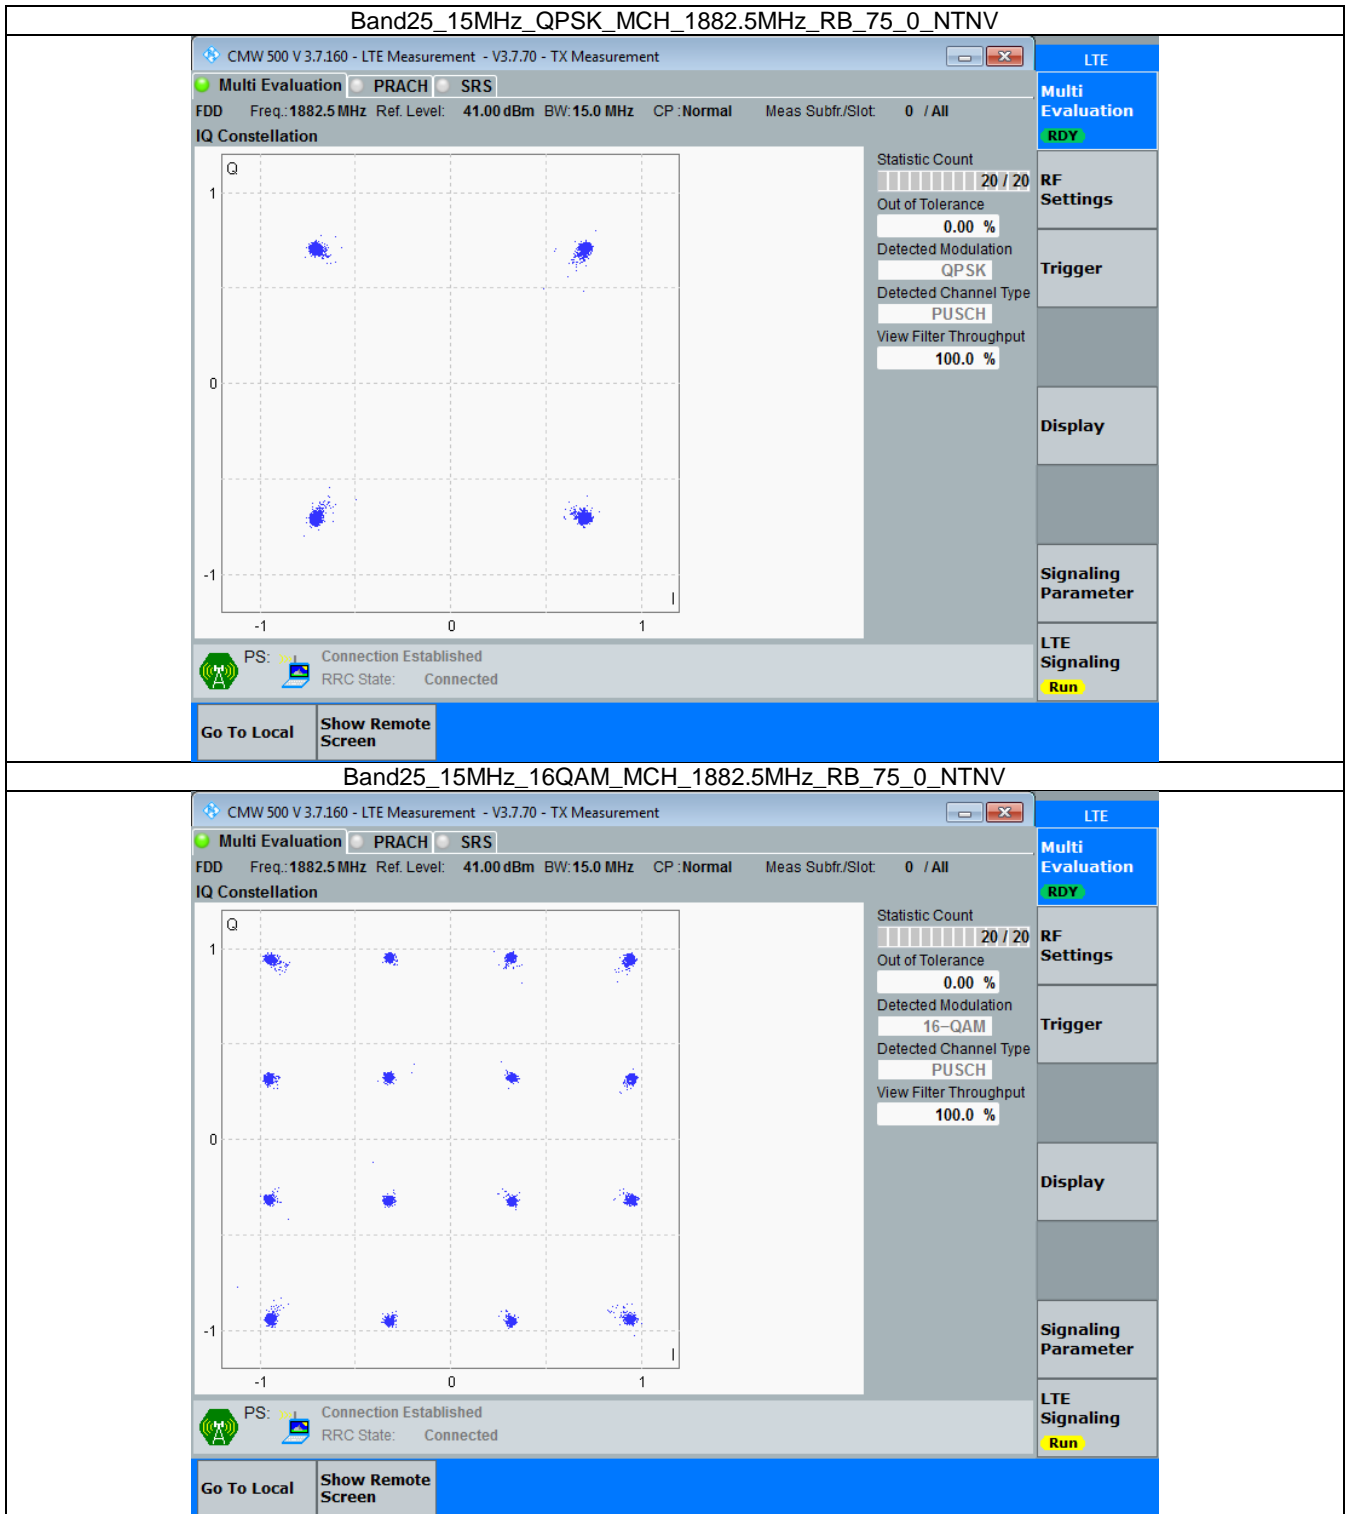 Band25_15MHz_QPSK_MCH_1882.5MHz_RB_75_0_NTNV
CMW 500 V 3.7.160 - LTE Measurement - V3.7.70 - TX Measurement
LTE
Multi Evaluation PRACH SRS
Multi Evaluation
RDY
FDD Freq.: 1882.5 MHz Ref. Level: 41.00 dBm BW: 15.0 MHz CP : Normal Meas Subfr./Slot: 0 / All
IQ Constellation
Q
1
0
-1
I
-1 0 1
Statistic Count
20 / 20
Out of Tolerance
0.00 %
Detected Modulation
QPSK
Detected Channel Type
PUSCH
View Filter Throughput
100.0 %
RF
Settings
Trigger
Display
Signaling
Parameter
LTE
Signaling
Run
PS: Connection Established
RRC State: Connected
Go To Local
Show Remote
Screen
Band25_15MHz_16QAM_MCH_1882.5MHz_RB_75_0_NTNV
CMW 500 V 3.7.160 - LTE Measurement - V3.7.70 - TX Measurement
LTE
Multi Evaluation PRACH SRS
Multi Evaluation
RDY
FDD Freq.: 1882.5 MHz Ref. Level: 41.00 dBm BW: 15.0 MHz CP : Normal Meas Subfr./Slot: 0 / All
IQ Constellation
Q
1
0
-1
I
-1 0 1
Statistic Count
20 / 20
Out of Tolerance
0.00 %
Detected Modulation
16-QAM
Detected Channel Type
PUSCH
View Filter Throughput
100.0 %
RF
Settings
Trigger
Display
Signaling
Parameter
LTE
Signaling
Run
PS: Connection Established
RRC State: Connected
Go To Local
Show Remote
Screen